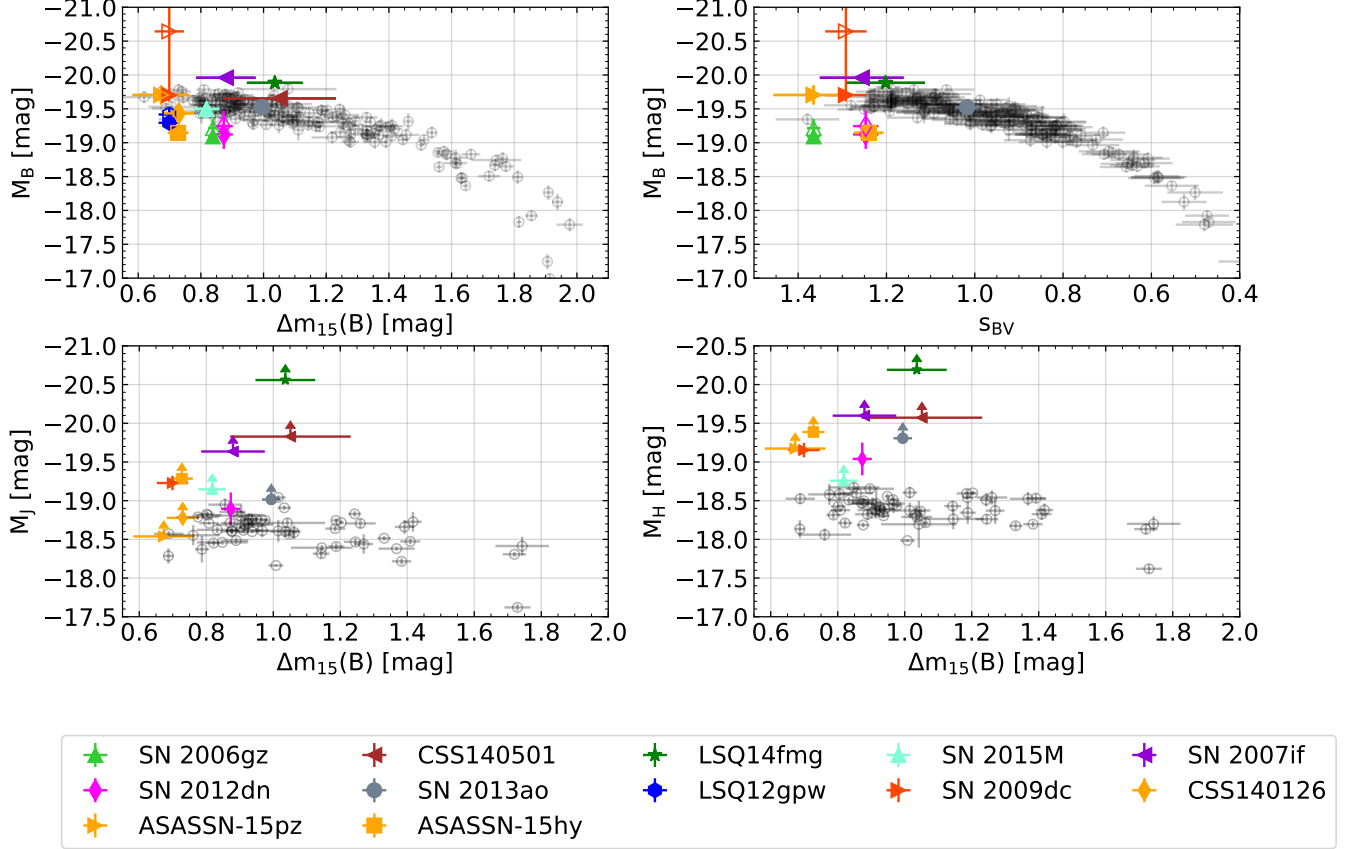 −21.0
−20.5
−20.0
−19.5
−19.0
−18.5
−18.0
−17.5
−17.0
M_B [mag]
0.6 0.8 1.0 1.2 1.4 1.6 1.8 2.0
Δm₁₅(B) [mag]
−21.0
−20.5
−20.0
−19.5
−19.0
−18.5
−18.0
−17.5
−17.0
M_B [mag]
1.4 1.2 1.0 0.8 0.6 0.4
s_BV
−21.0
−20.5
−20.0
−19.5
−19.0
−18.5
−18.0
−17.5
M_J [mag]
0.6 0.8 1.0 1.2 1.4 1.6 1.8 2.0
Δm₁₅(B) [mag]
−20.5
−20.0
−19.5
−19.0
−18.5
−18.0
−17.5
−17.0
M_H [mag]
0.6 0.8 1.0 1.2 1.4 1.6 1.8 2.0
Δm₁₅(B) [mag]
SN 2006gz CSS140501 LSQ14fmg SN 2015M SN 2007if
SN 2012dn SN 2013ao LSQ12gpw SN 2009dc CSS140126
ASASSN-15pz ASASSN-15hy